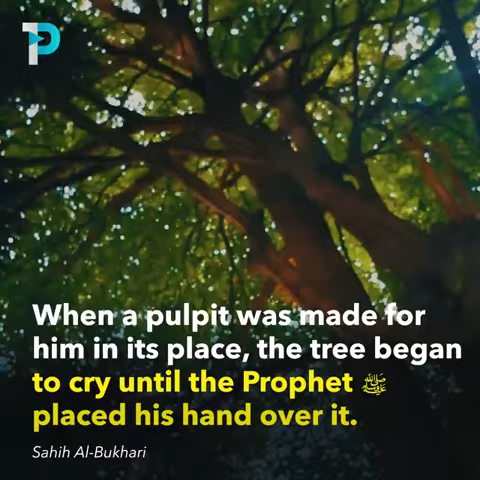 When a pulpit was made for
him in its place, the tree began
to cry until the Prophet ﷺ
placed his hand over it.
Sahih Al-Bukhari